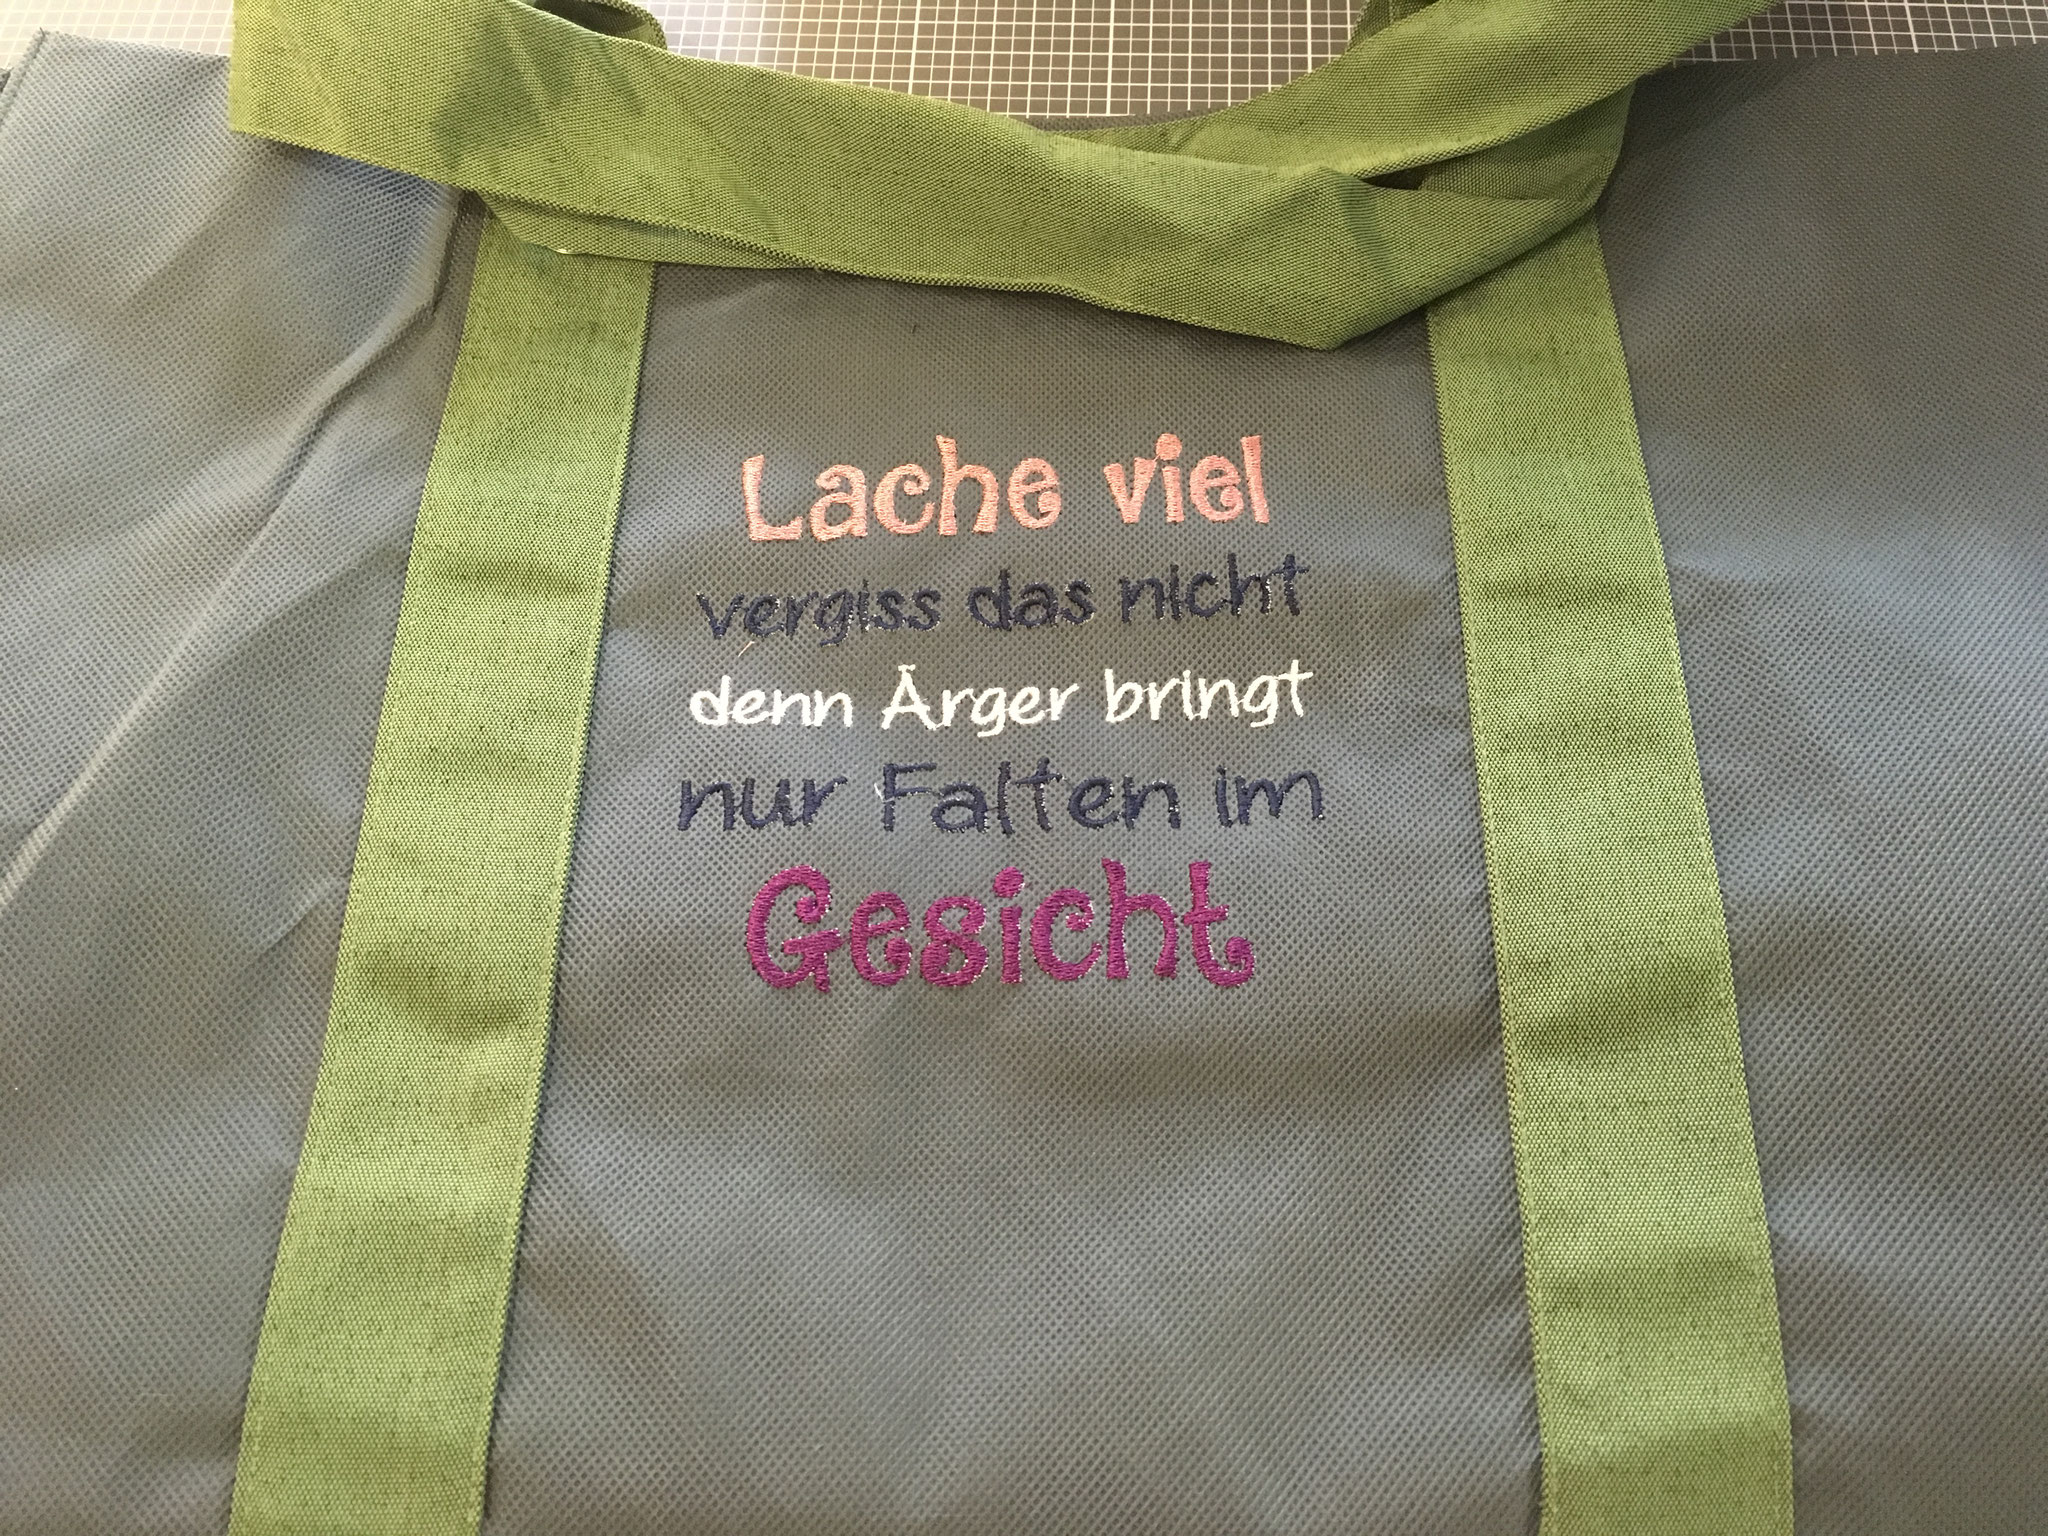 Lache viel
vergiss das nicht
denn Ärger bringt
nur Falten im
Gesicht